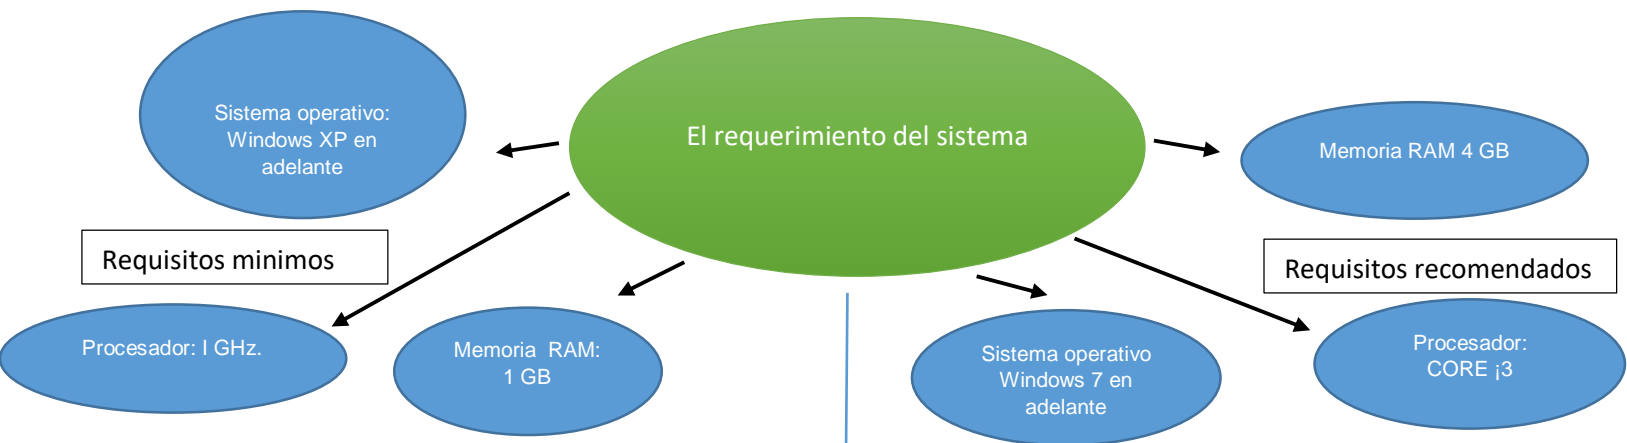 El requerimiento del sistema
Sistema operativo:
Windows XP en
adelante
Memoria RAM 4 GB
Requisitos minimos
Requisitos recomendados
Procesador: I GHz.
Memoria  RAM:
1 GB
Sistema operativo
Windows 7 en
adelante
Procesador:
CORE ¡3